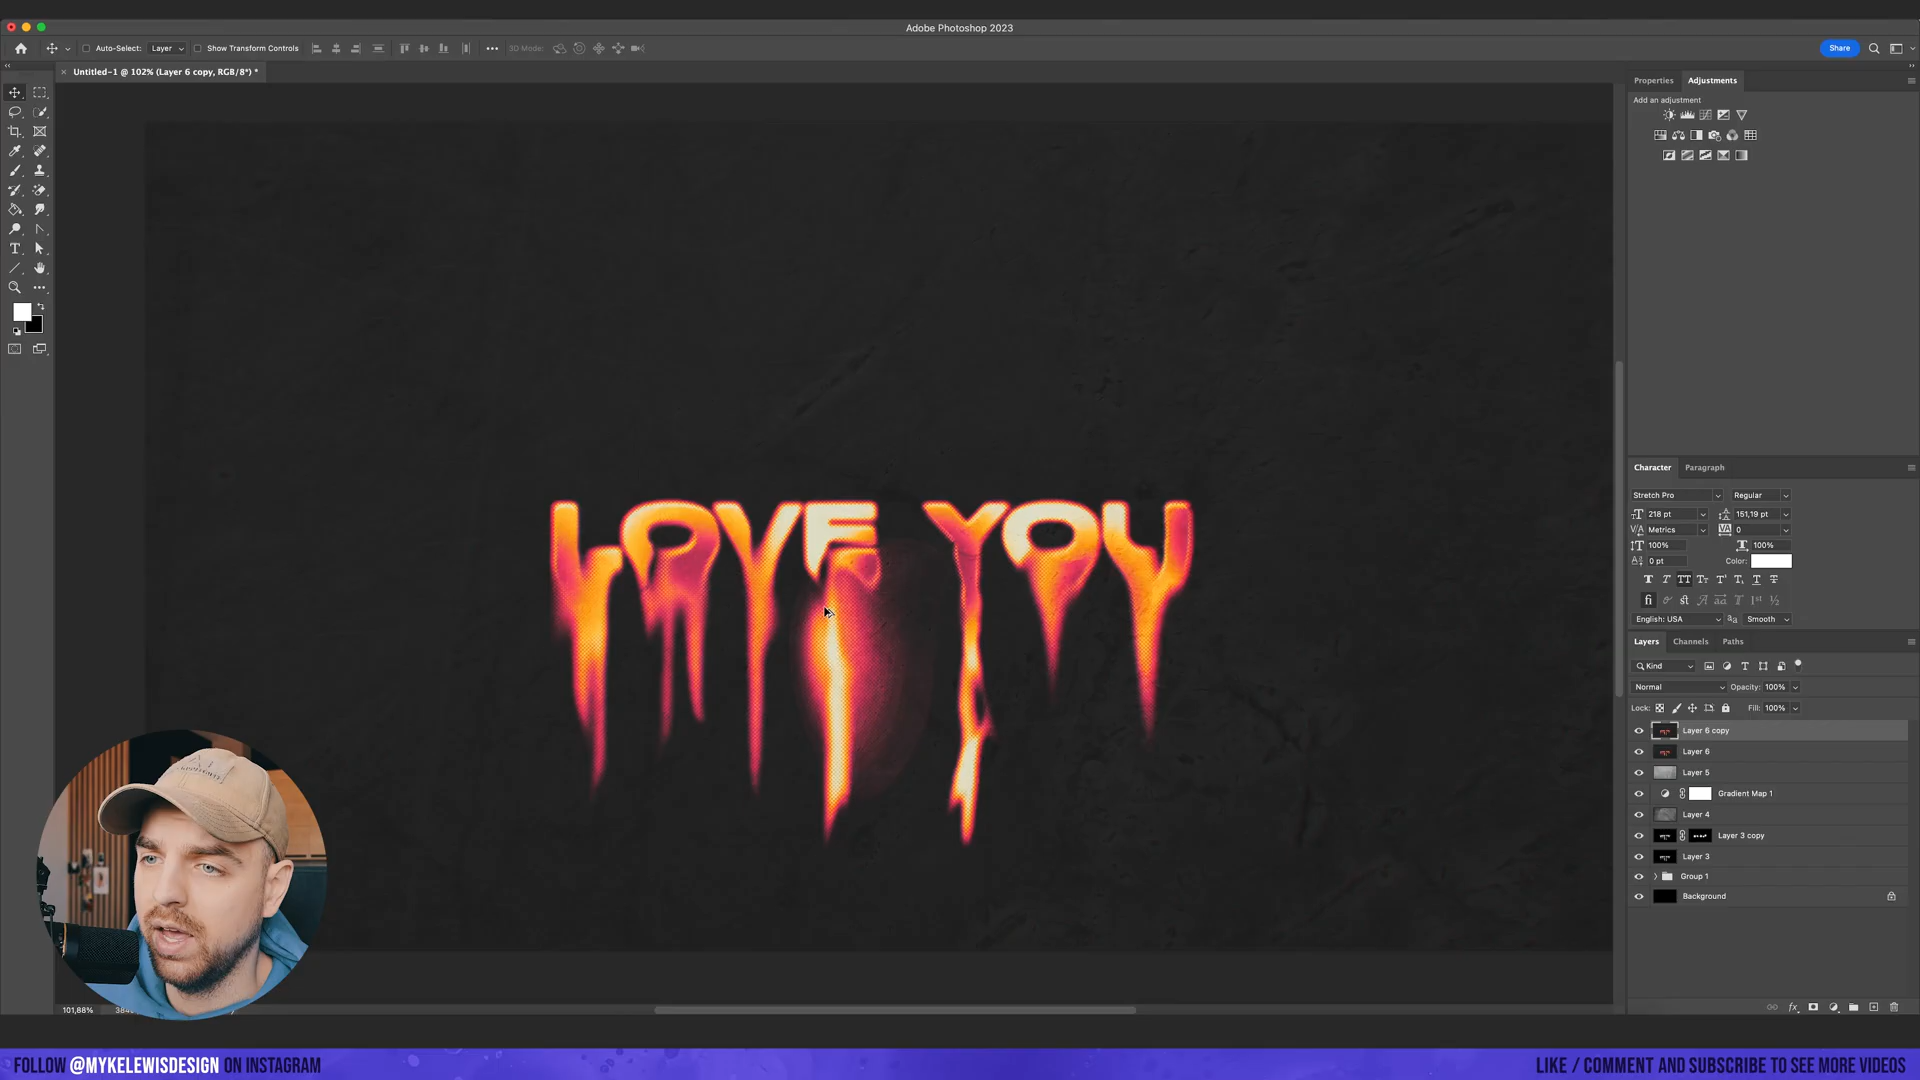 Adobe Photoshop 2023
Auto-Select: Layer Show Transform Controls 3D Mode: Share
Untitled-1 @ 102% (Layer 6 copy, RGB/8*) *
Properties Adjustments
Add an adjustment
LOVE YOU
Character Paragraph
Stretch Pro Regular
218 pt 151,19 pt
Metrics 0
100% 100%
0 pt Color:
English: USA Smooth
Layers Channels Paths
Kind
Normal Opacity: 100%
Lock: Fill: 100%
Layer 6 copy
Layer 6
Layer 5
Gradient Map 1
Layer 4
Layer 3 copy
Layer 3
Group 1
Background
101,88%
FOLLOW @MYKELEWISDESIGN ON INSTAGRAM
LIKE / COMMENT AND SUBSCRIBE TO SEE MORE VIDEOS